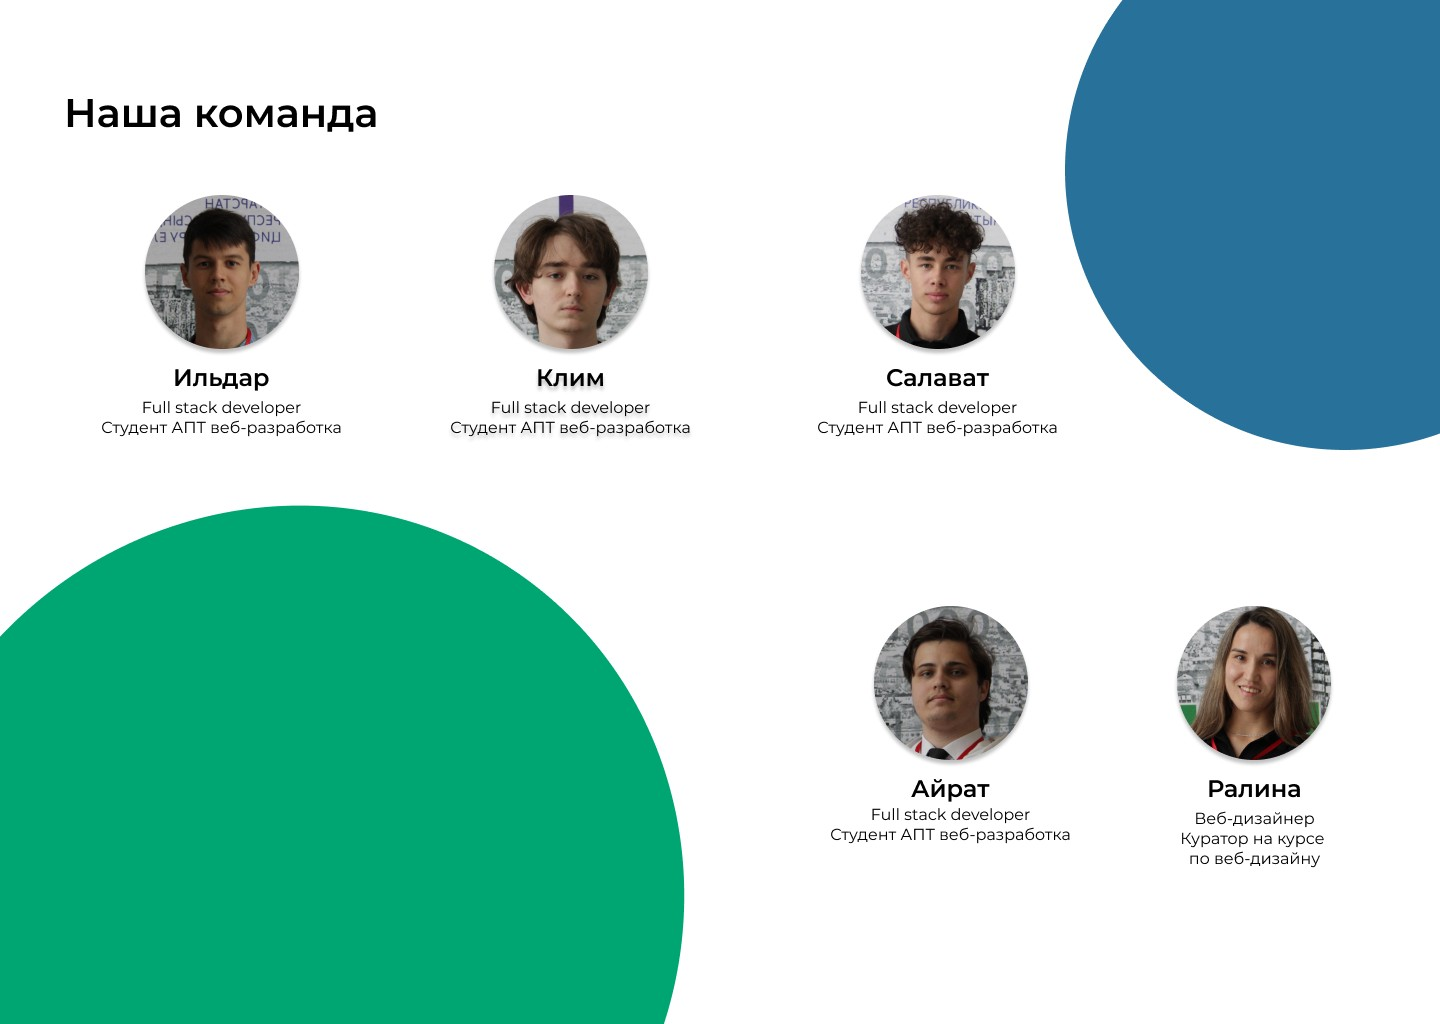 Наша команда
Ильдар
Full stack developer
Студент АПТ веб-разработка
Клим
Full stack developer
Студент АПТ веб-разработка
Салават
Full stack developer
Студент АПТ веб-разработка
Айрат
Full stack developer
Студент АПТ веб-разработка
Ралина
Веб-дизайнер
Куратор на курсе
по веб-дизайну